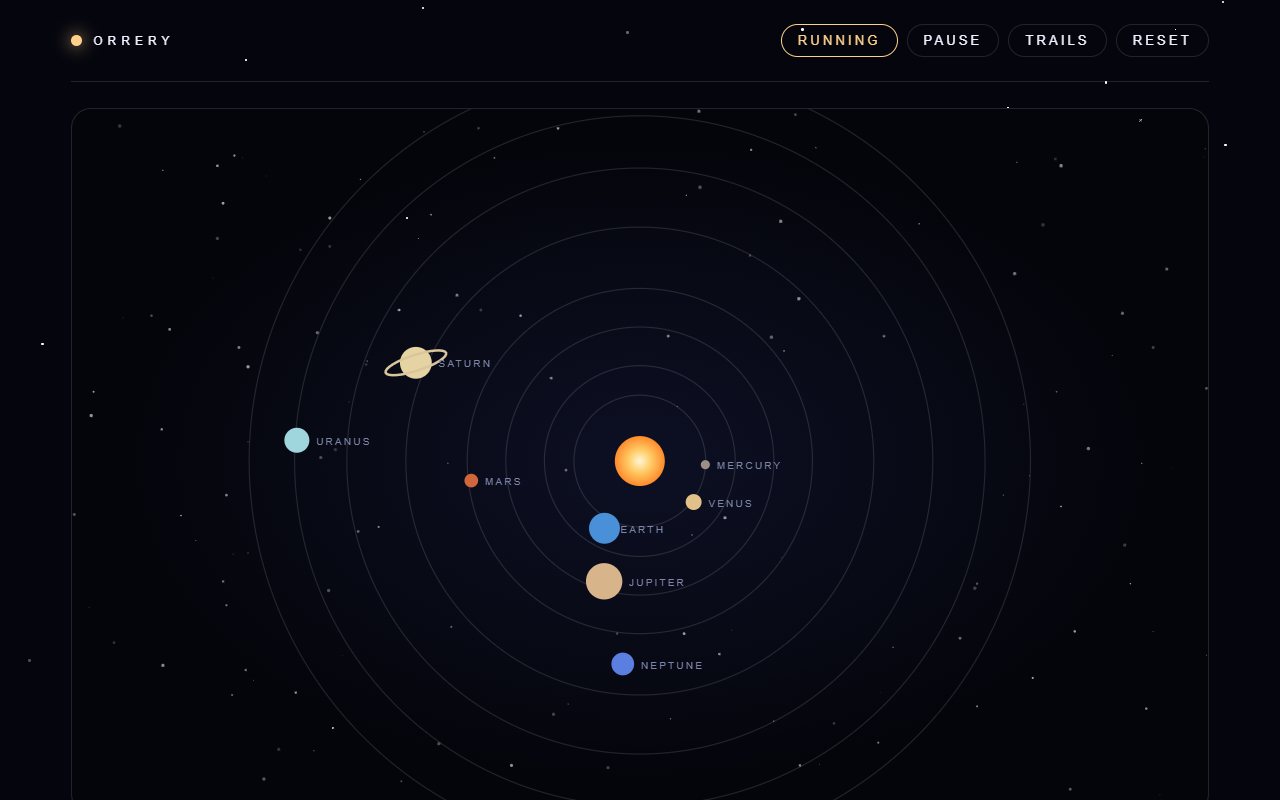 ORRERY
RUNNING PAUSE TRAILS RESET
SATURN
URANUS
MERCURY
MARS
VENUS
EARTH
JUPITER
NEPTUNE